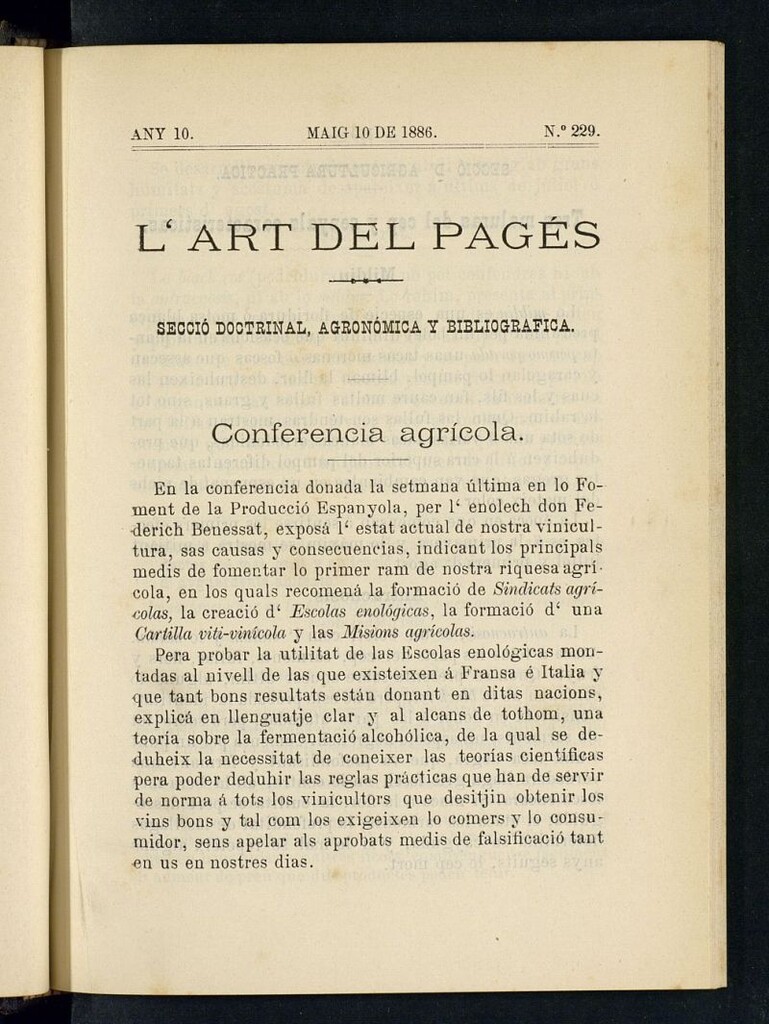 ANY 10. MAIG 10 DE 1886. N.º 229.
L‘ ART DEL PAGÉS
SECCIÓ DOCTRINAL, AGRONÓMICA Y BIBLIOGRAFICA.
Conferencia agrícola.
En la conferencia donada la setmana última en lo Fo-
ment de la Producció Espanyola, per l‘ enolech don Fe-
derich Benessat, exposá l‘ estat actual de nostra vinicul-
tura, sas causas y consecuencias, indicant los principals
medis de fomentar lo primer ram de nostra riquesa agrí-
cola, en los quals recomená la formació de Sindicats agrí-
colas, la creació d‘ Escolas enológicas, la formació d‘ una
Cartilla viti-vinícola y las Misions agrícolas.
Pera probar la utilitat de las Escolas enológicas mon-
tadas al nivell de las que existeixen á Fransa é Italia y
que tant bons resultats están donant en ditas nacions,
explicá en llenguatje clar y al alcans de tothom, una
teoría sobre la fermentació alcohólica, de la qual se de-
duheix la necessitat de coneixer las teorías científicas
pera poder deduhir las reglas prácticas que han de servir
de norma á tots los vinicultors que desitjin obtenir los
vins bons y tal com los exigeixen lo comers y lo consu-
midor, sens apelar als aprobats medis de falsificació tant
en us en nostres dias.